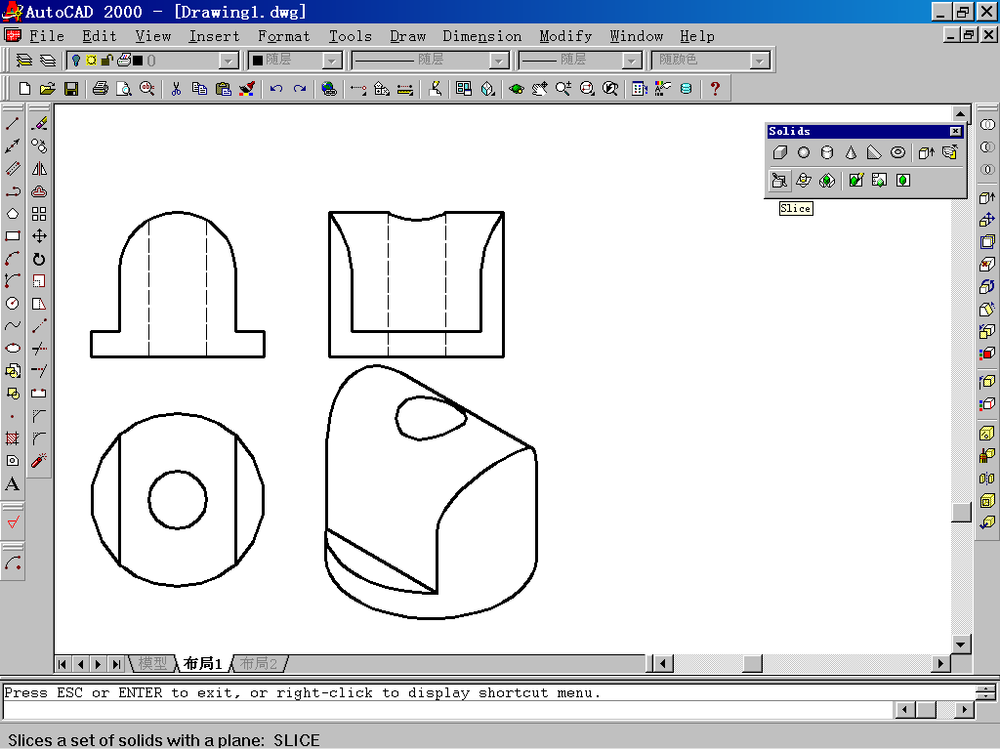 AutoCAD 2000 - [Drawing1.dwg]
File Edit View Insert Format Tools Draw Dimension Modify Window Help
0 随层 随层 随层 随颜色
Solids
Slice
A
模型 布局1 布局2
Press ESC or ENTER to exit, or right-click to display shortcut menu.
Slices a set of solids with a plane: SLICE